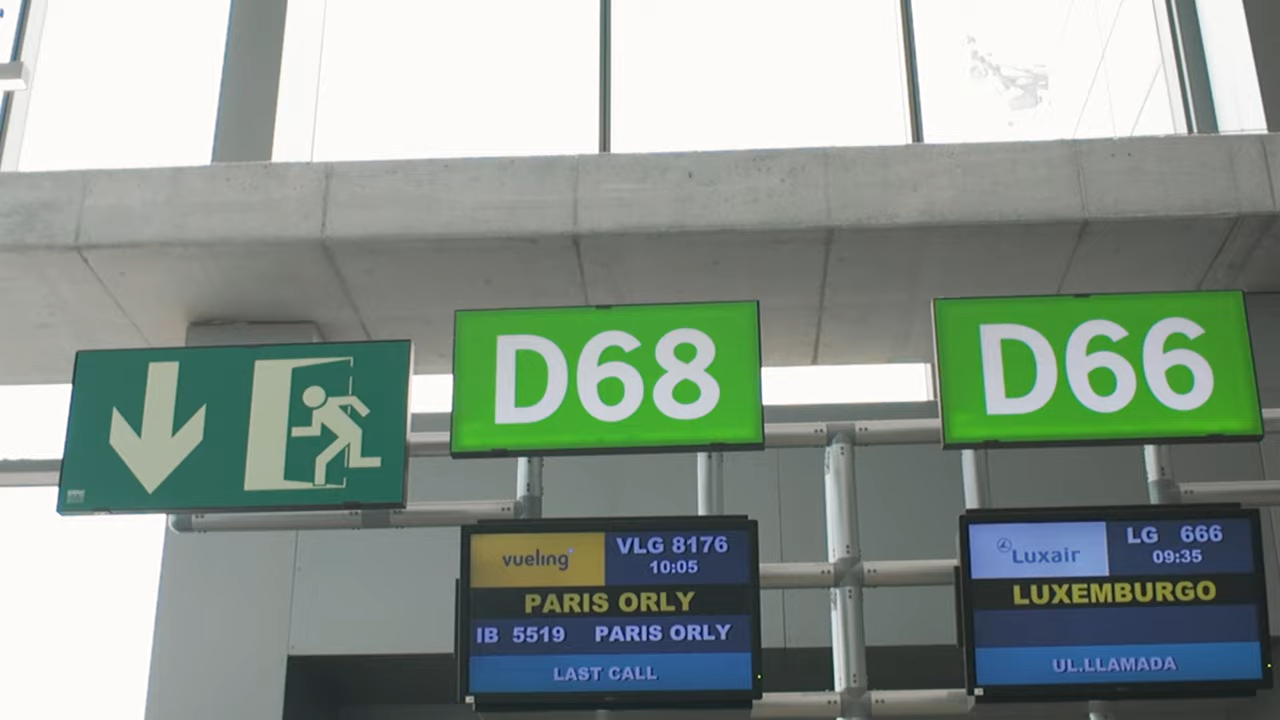 D68
D66
vueling
VLG 8176
10:05
PARIS ORLY
IB 5519 PARIS ORLY
LAST CALL
Luxair
LG 666
09:35
LUXEMBURGO
UL.LLAMADA